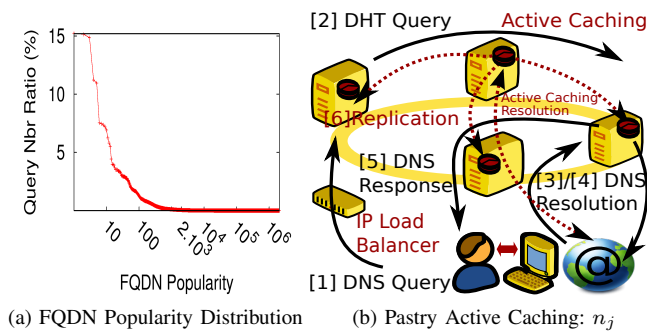 (a)
Query Nbr Ratio (%)
15
10
5
10
100
2.10³
10⁴
10⁵
10⁶
FQDN Popularity
(a) FQDN Popularity Distribution
(b)
[2] DHT Query
Active Caching
Active Caching
Resolution
[6]Replication
[5] DNS
Response
[3]/[4] DNS
Resolution
IP Load
Balancer
[1] DNS Query
@
(b) Pastry Active Caching: nⱼ